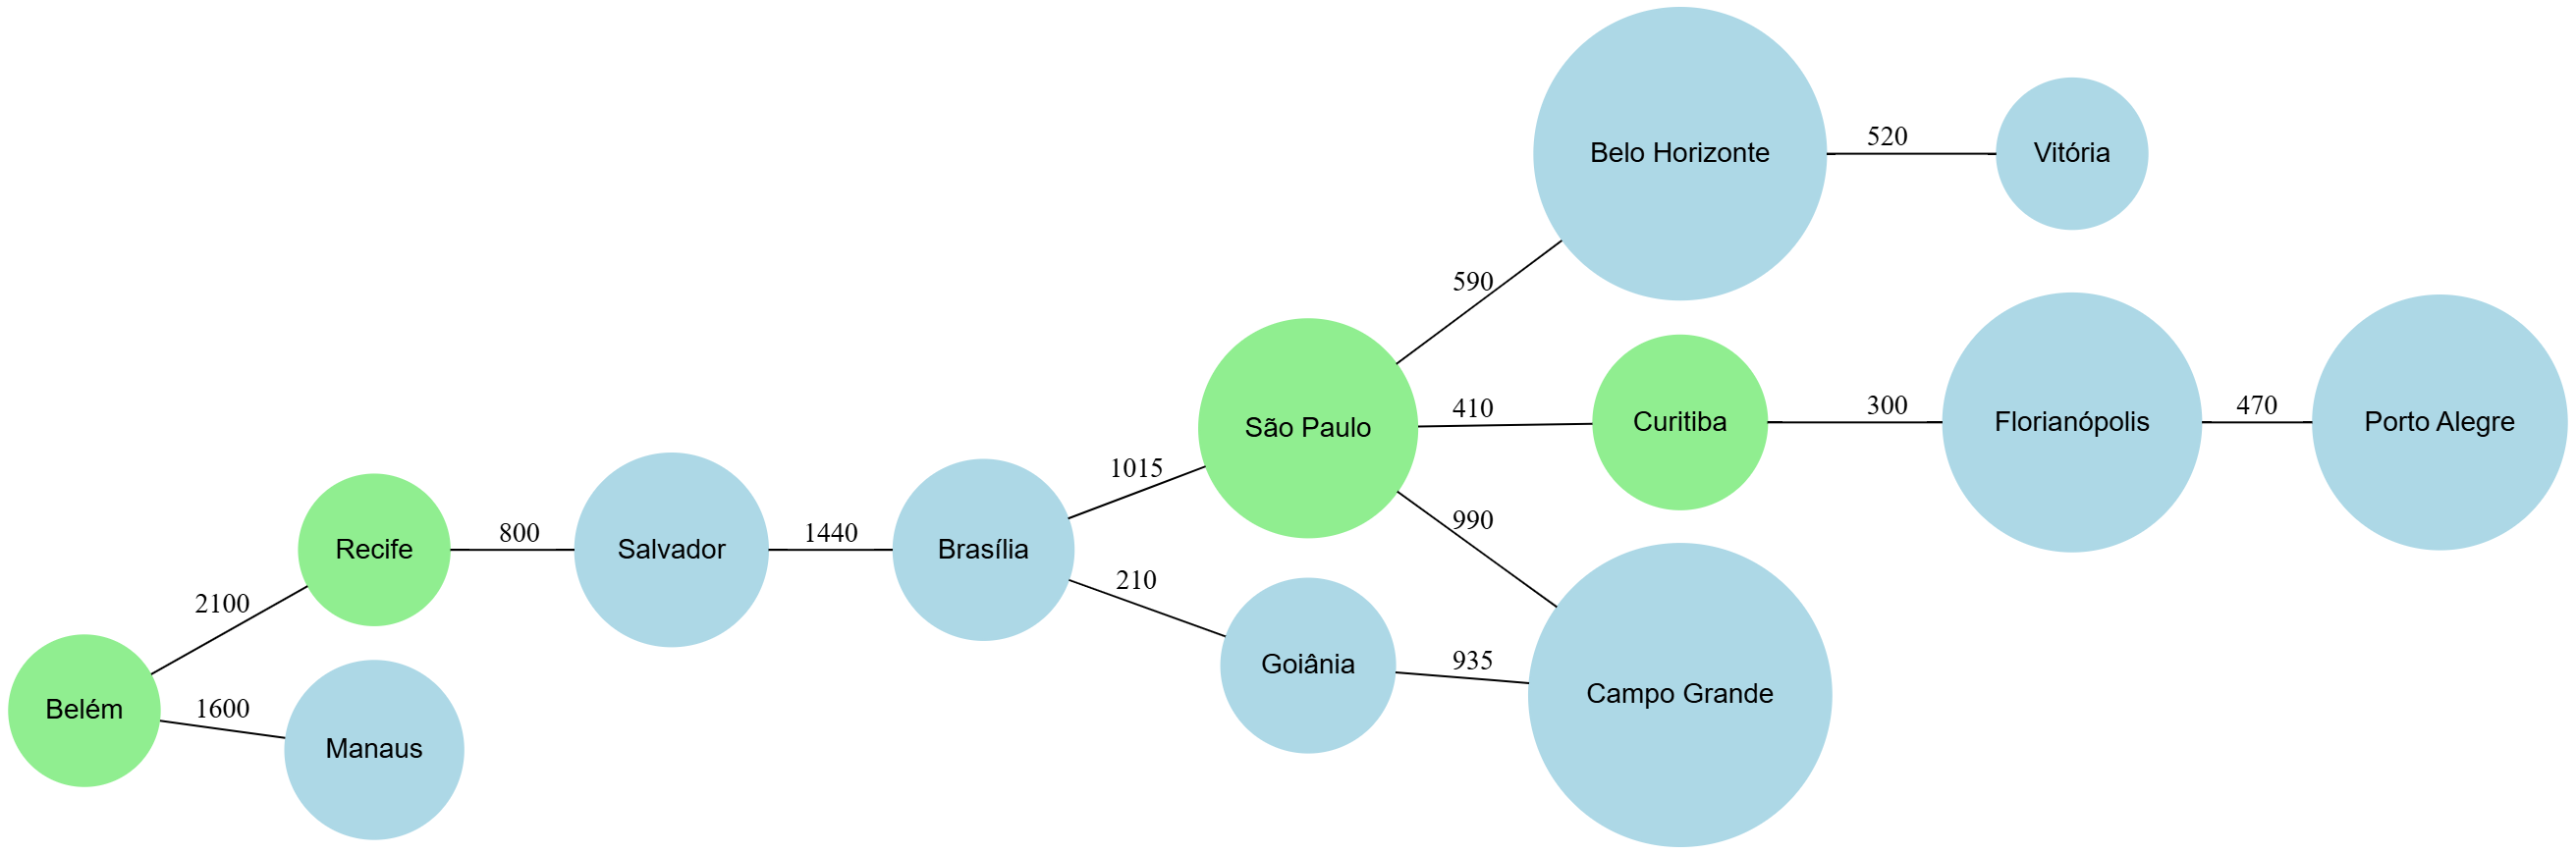 Belo Horizonte
520
Vitória
590
São Paulo
410
Curitiba
300
Florianópolis
470
Porto Alegre
1015
990
Recife
800
Salvador
1440
Brasília
210
2100
Goiânia
935
Campo Grande
Belém
1600
Manaus